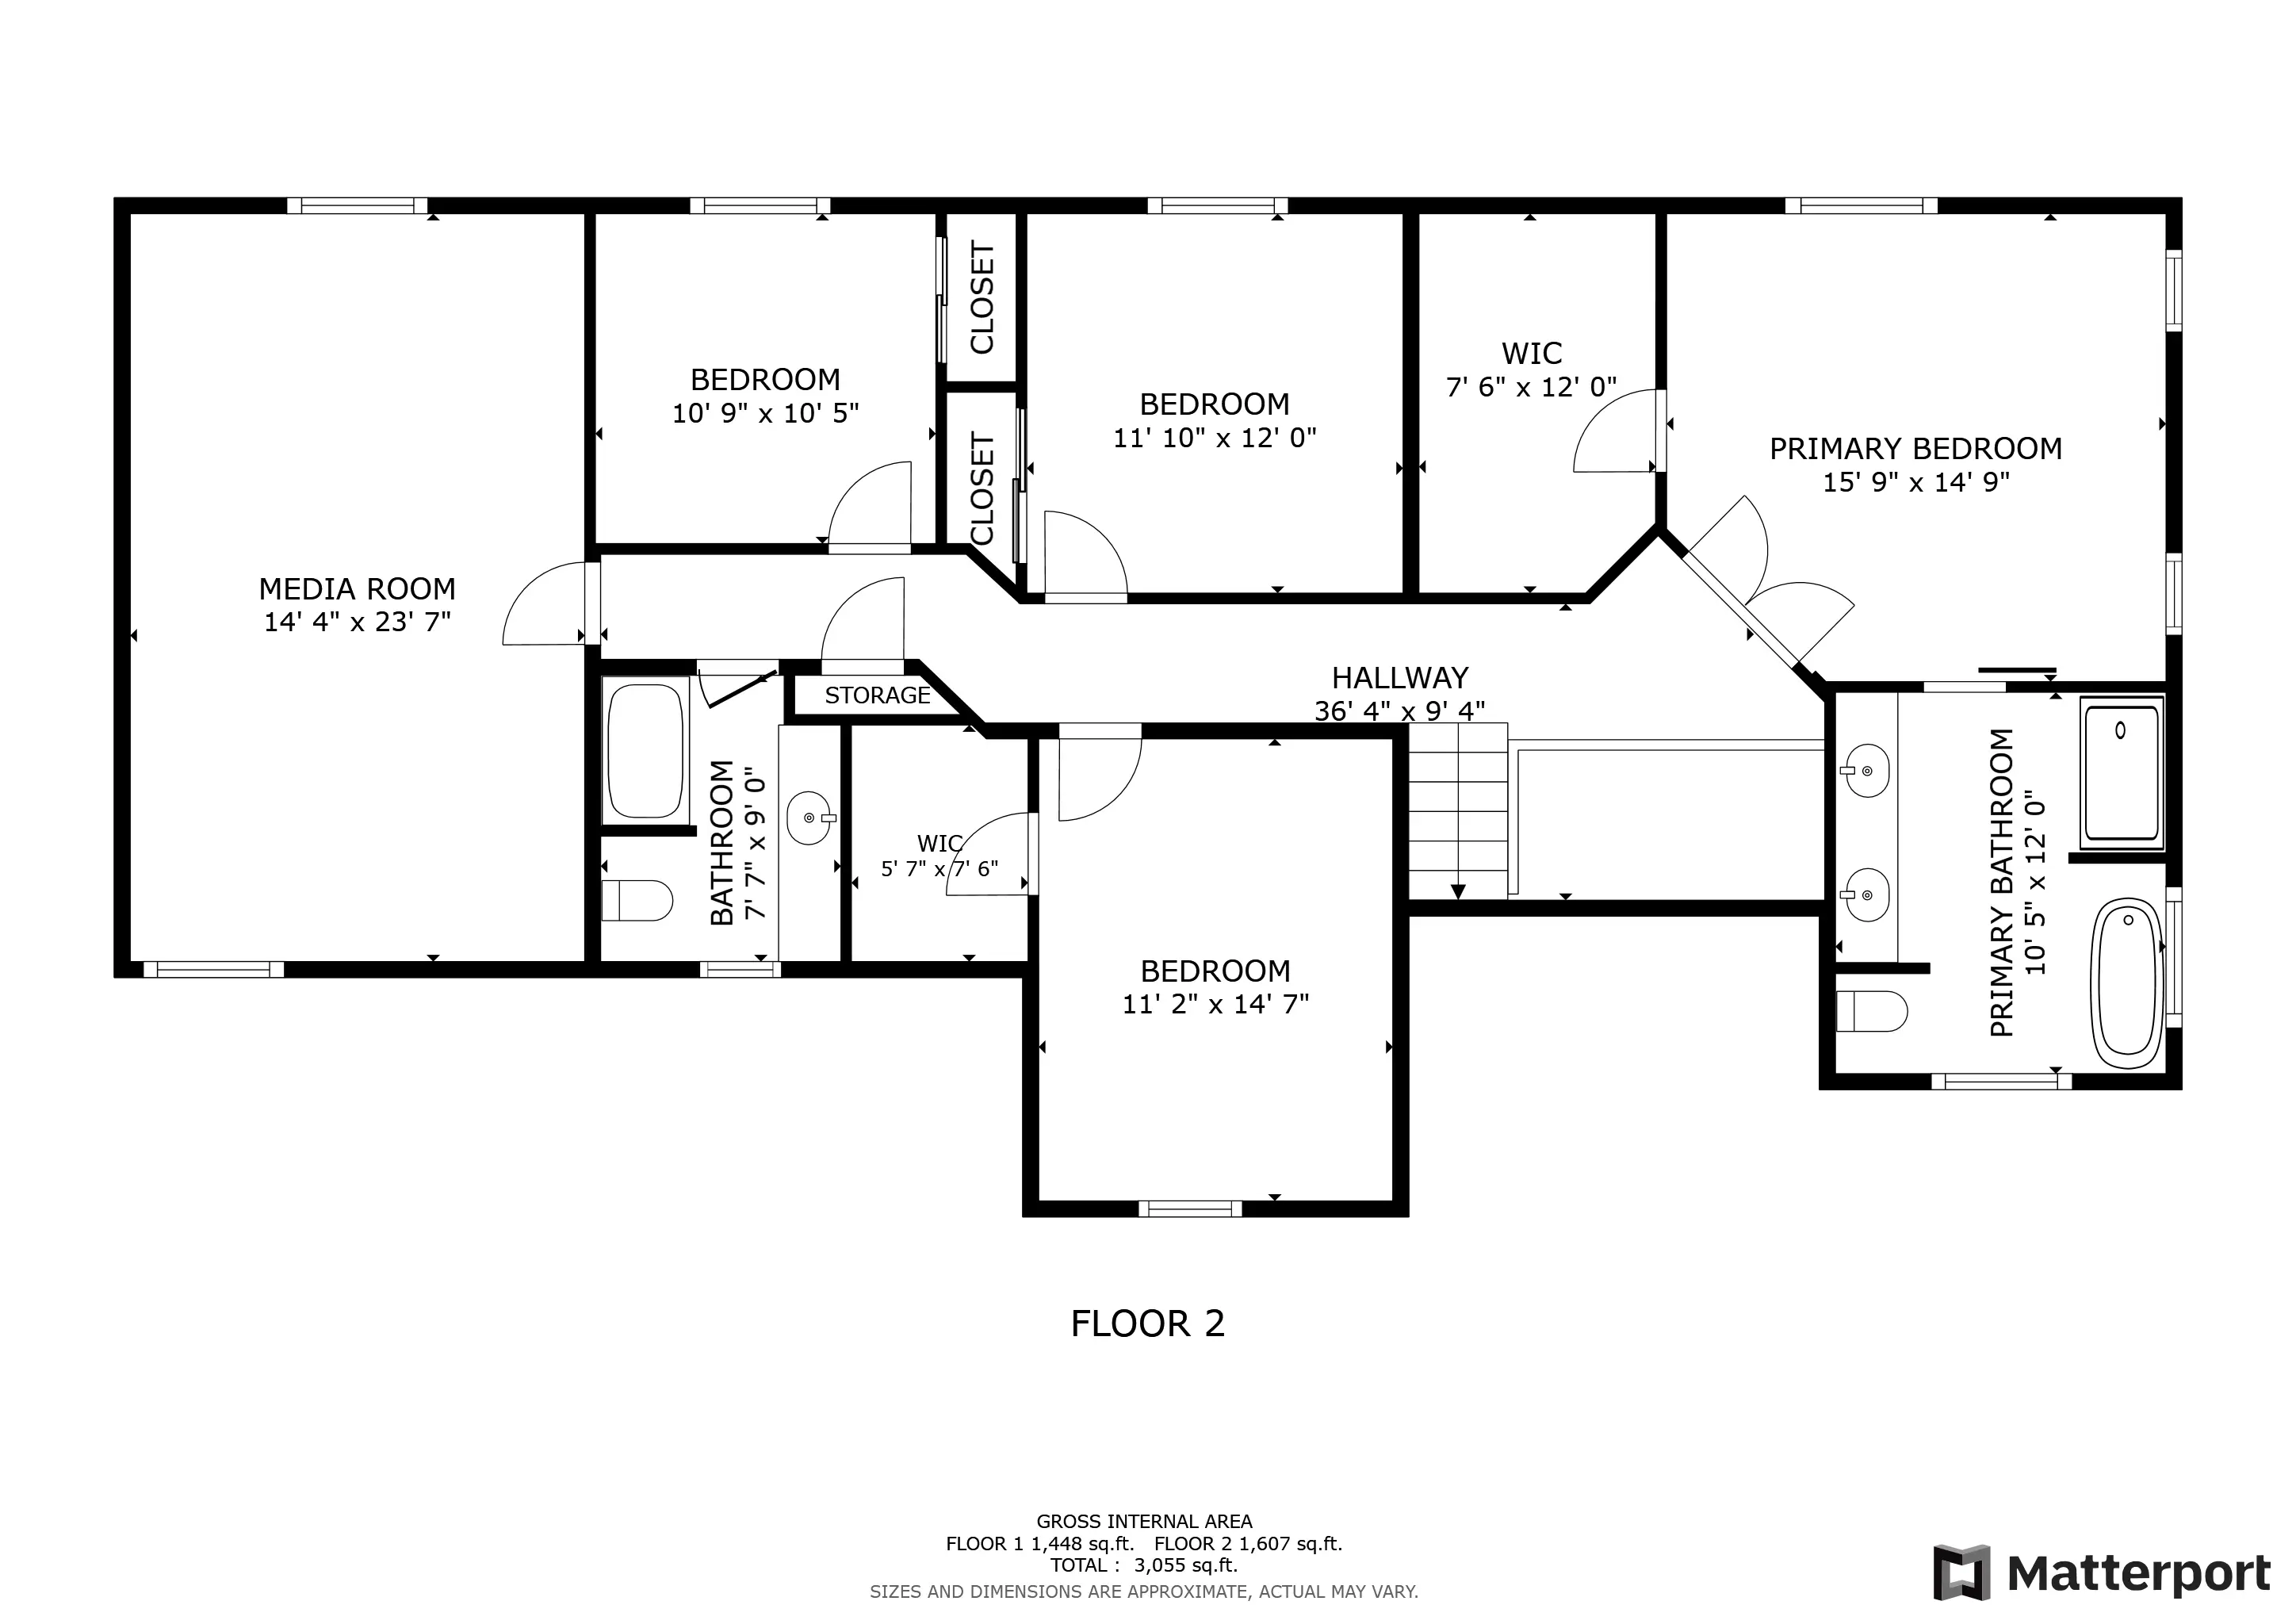 CLOSET
BEDROOM
10' 9" x 10' 5"
CLOSET
BEDROOM
11' 10" x 12' 0"
WIC
7' 6" x 12' 0"
PRIMARY BEDROOM
15' 9" x 14' 9"
MEDIA ROOM
14' 4" x 23' 7"
STORAGE
HALLWAY
36' 4" x 9' 4"
BATHROOM
7' 7" x 9' 0"
WIC
5' 7" x 7' 6"
BEDROOM
11' 2" x 14' 7"
PRIMARY BATHROOM
10' 5" x 12' 0"
FLOOR 2
GROSS INTERNAL AREA
FLOOR 1 1,448 sq.ft. FLOOR 2 1,607 sq.ft.
TOTAL : 3,055 sq.ft.
SIZES AND DIMENSIONS ARE APPROXIMATE, ACTUAL MAY VARY.
Matterport